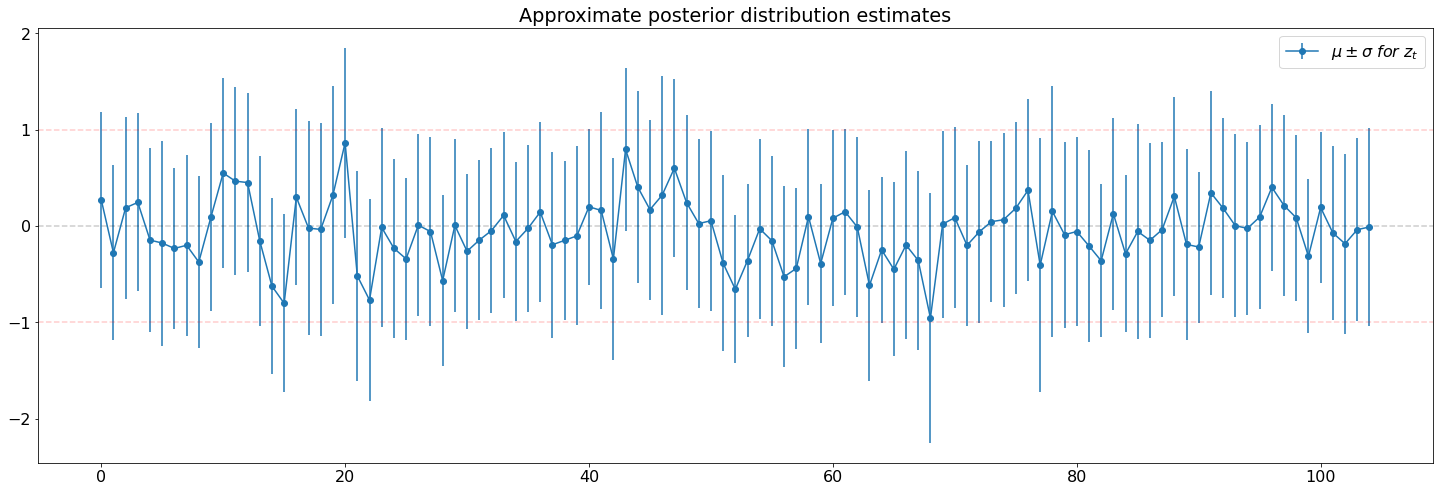 Approximate posterior distribution estimates
μ ± σ for z_t
2
1
0
−1
−2
0 20 40 60 80 100